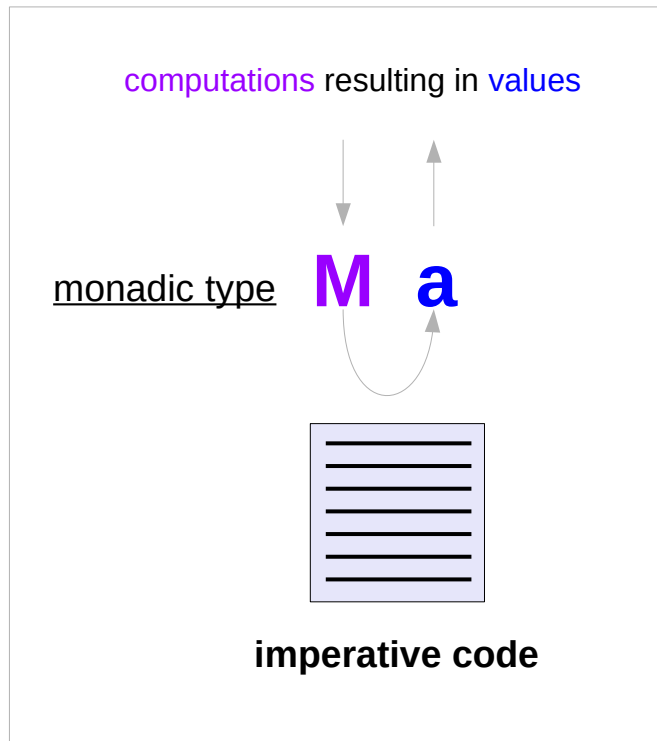 computations resulting in values
monadic type M a
imperative code